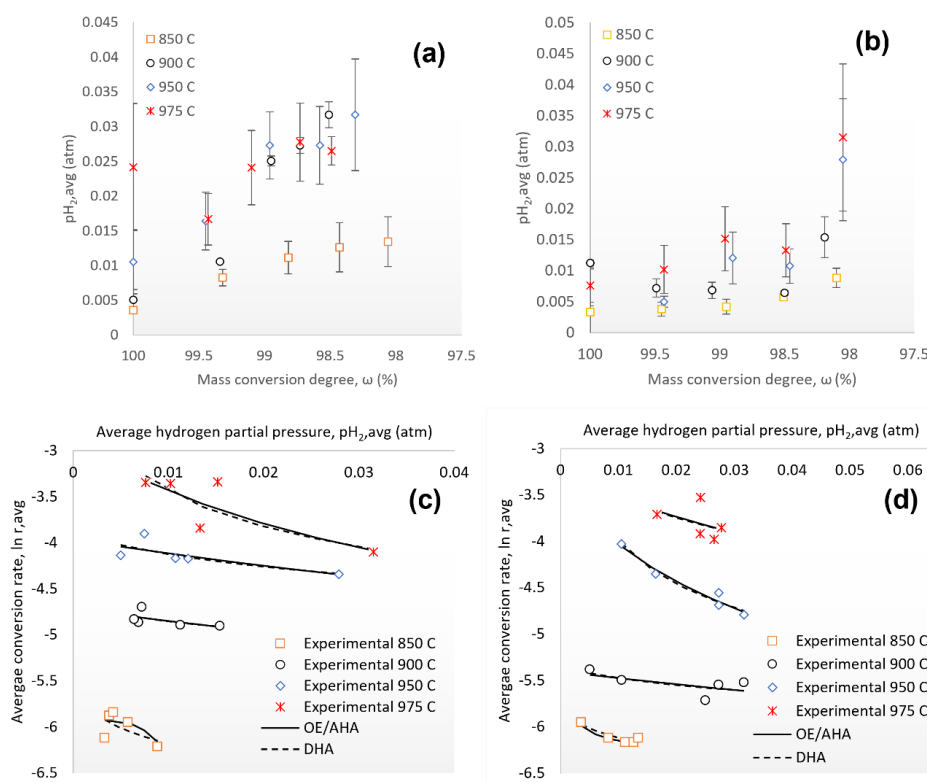 (a)
850 C
900 C
950 C
975 C
0.045
0.04
0.035
0.03
0.025
0.02
0.015
0.01
0.005
0
pH2,avg (atm)
100
99.5
99
98.5
98
97.5
Mass conversion degree, ω (%)
(b)
850 C
900 C
950 C
975 C
0.05
0.045
0.04
0.035
0.03
0.025
0.02
0.015
0.01
0.005
0
pH2,avg (atm)
100
99.5
99
98.5
98
97.5
Mass conversion degree, ω (%)
Average hydrogen partial pressure, pH2,avg (atm)
0
0.01
0.02
0.03
0.04
(c)
-3
-3.5
-4
-4.5
-5
-5.5
-6
-6.5
Avergae conversion rate, ln r,avg
Experimental 850 C
Experimental 900 C
Experimental 950 C
Experimental 975 C
OE/AHA
DHA
Average hydrogen partial pressure, pH2,avg (atm)
0
0.01
0.02
0.03
0.04
0.05
0.06
(d)
-3
-3.5
-4
-4.5
-5
-5.5
-6
-6.5
Avergae conversion rate, ln r,avg
Experimental 850 C
Experimental 900 C
Experimental 950 C
Experimental 975 C
OE/AHA
DHA